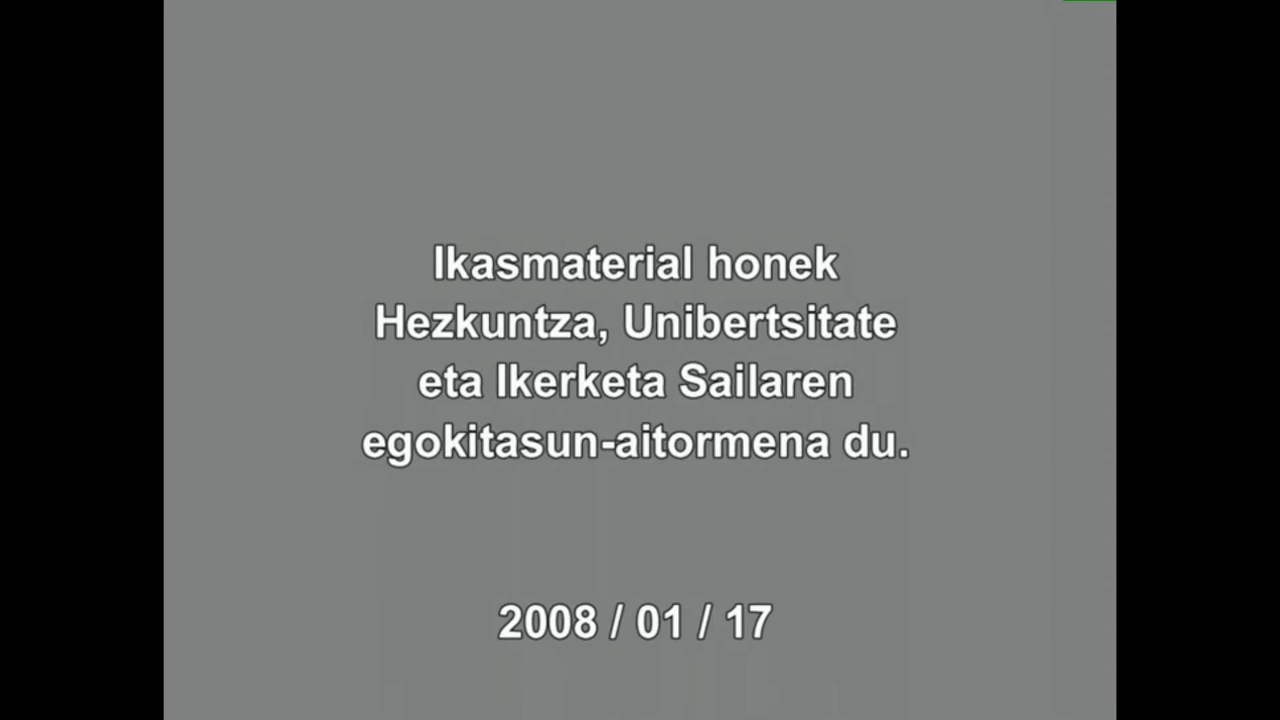 Ikasmaterial honek
Hezkuntza, Unibertsitate
eta Ikerketa Sailaren
egokitasun-aitormena du.
2008 / 01 / 17